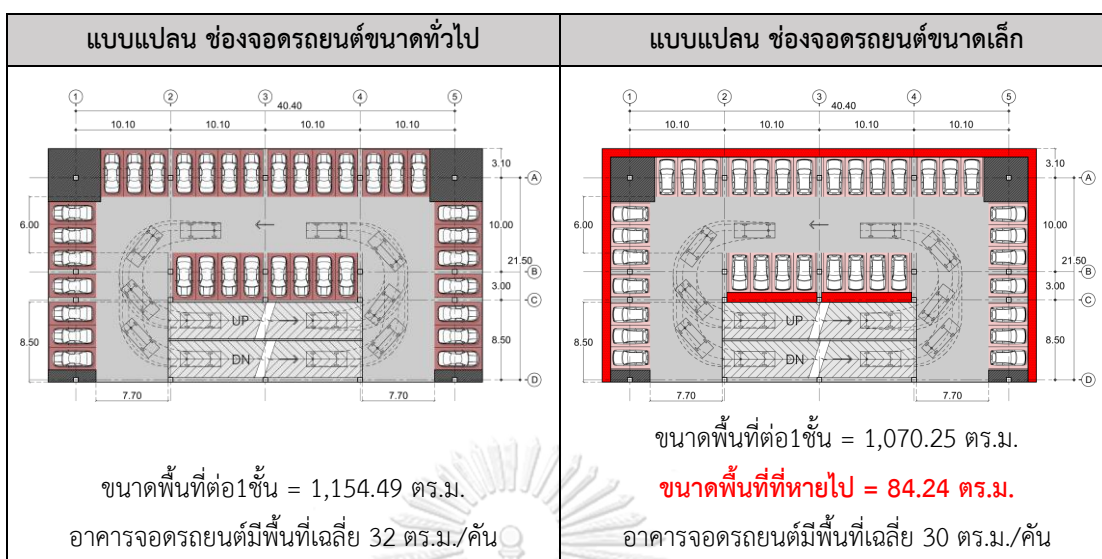 แบบแปลน ช่องจอดรถยนต์ขนาดทั่วไป
แบบแปลน ช่องจอดรถยนต์ขนาดเล็ก
1 2 3 4 5
40.40
10.10 10.10 10.10 10.10
3.10
A
6.00
10.00
21.50
B
3.00
C
UP
8.50
8.50
DN
D
7.70 7.70
1 2 3 4 5
40.40
10.10 10.10 10.10 10.10
3.10
A
6.00
10.00
21.50
B
3.00
C
UP
8.50
8.50
DN
D
7.70 7.70
ขนาดพื้นที่ต่อ1ชั้น = 1,154.49 ตร.ม.
อาคารจอดรถยนต์มีพื้นที่เฉลี่ย 32 ตร.ม./คัน
ขนาดพื้นที่ต่อ1ชั้น = 1,070.25 ตร.ม.
ขนาดพื้นที่ที่หายไป = 84.24 ตร.ม.
อาคารจอดรถยนต์มีพื้นที่เฉลี่ย 30 ตร.ม./คัน